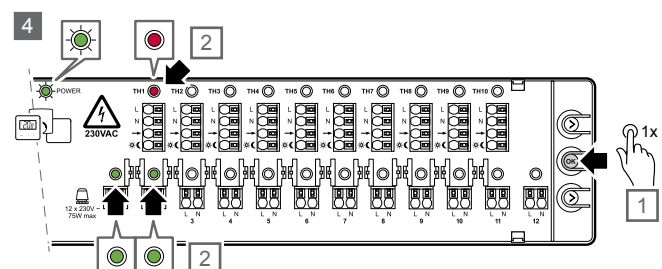 4
2
POWER
TH1 TH2 TH3 TH4 TH5 TH6 TH7 TH8 TH9 TH10
L
N
230VAC
1x
OK
1
12 x 230V ~
75W max
L N L N L N L N L N L N L N L N L N L N
3 4 5 6 7 8 9 10 11 12
2